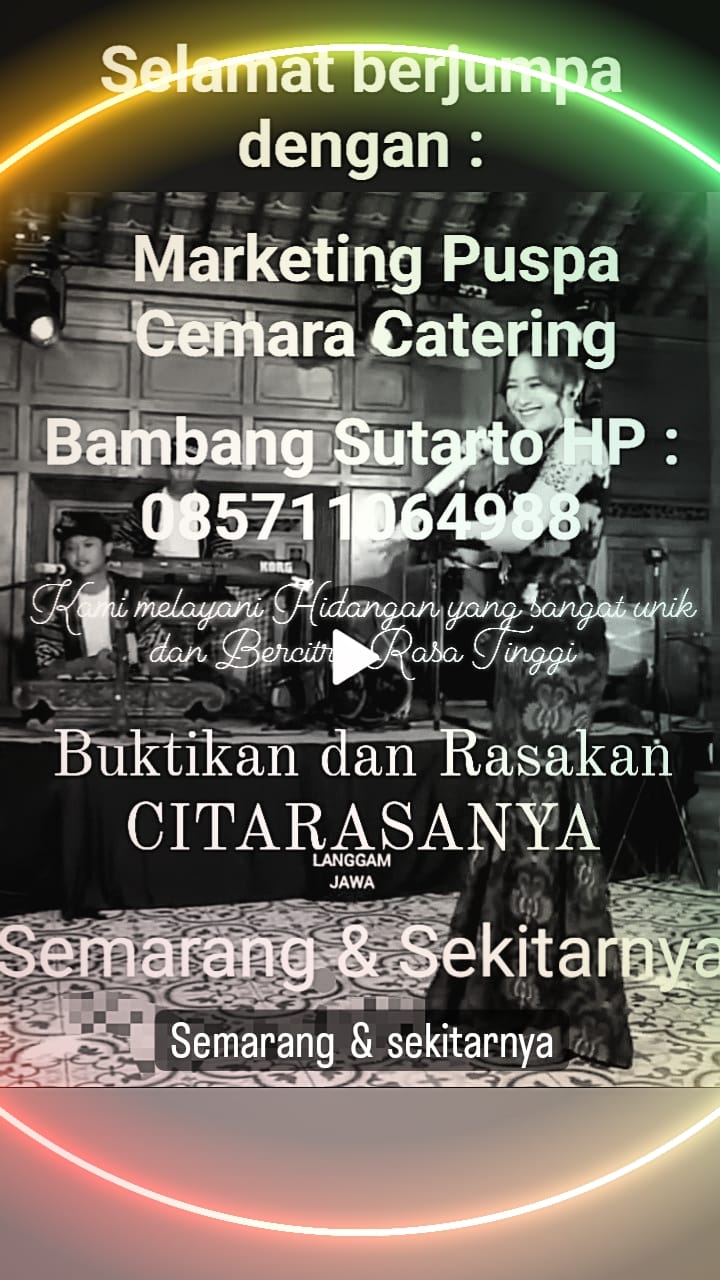 Selamat berjumpa
dengan :
Marketing Puspa
Cemara Catering
Bambang Sutarto HP :
085711064988
KORG
Kami melayani Hidangan yang sangat unik
dan Bercitra Rasa Tinggi
Buktikan dan Rasakan
CITARASANYA
LANGGAM
JAWA
Semarang & Sekitarnya
Semarang & sekitarnya